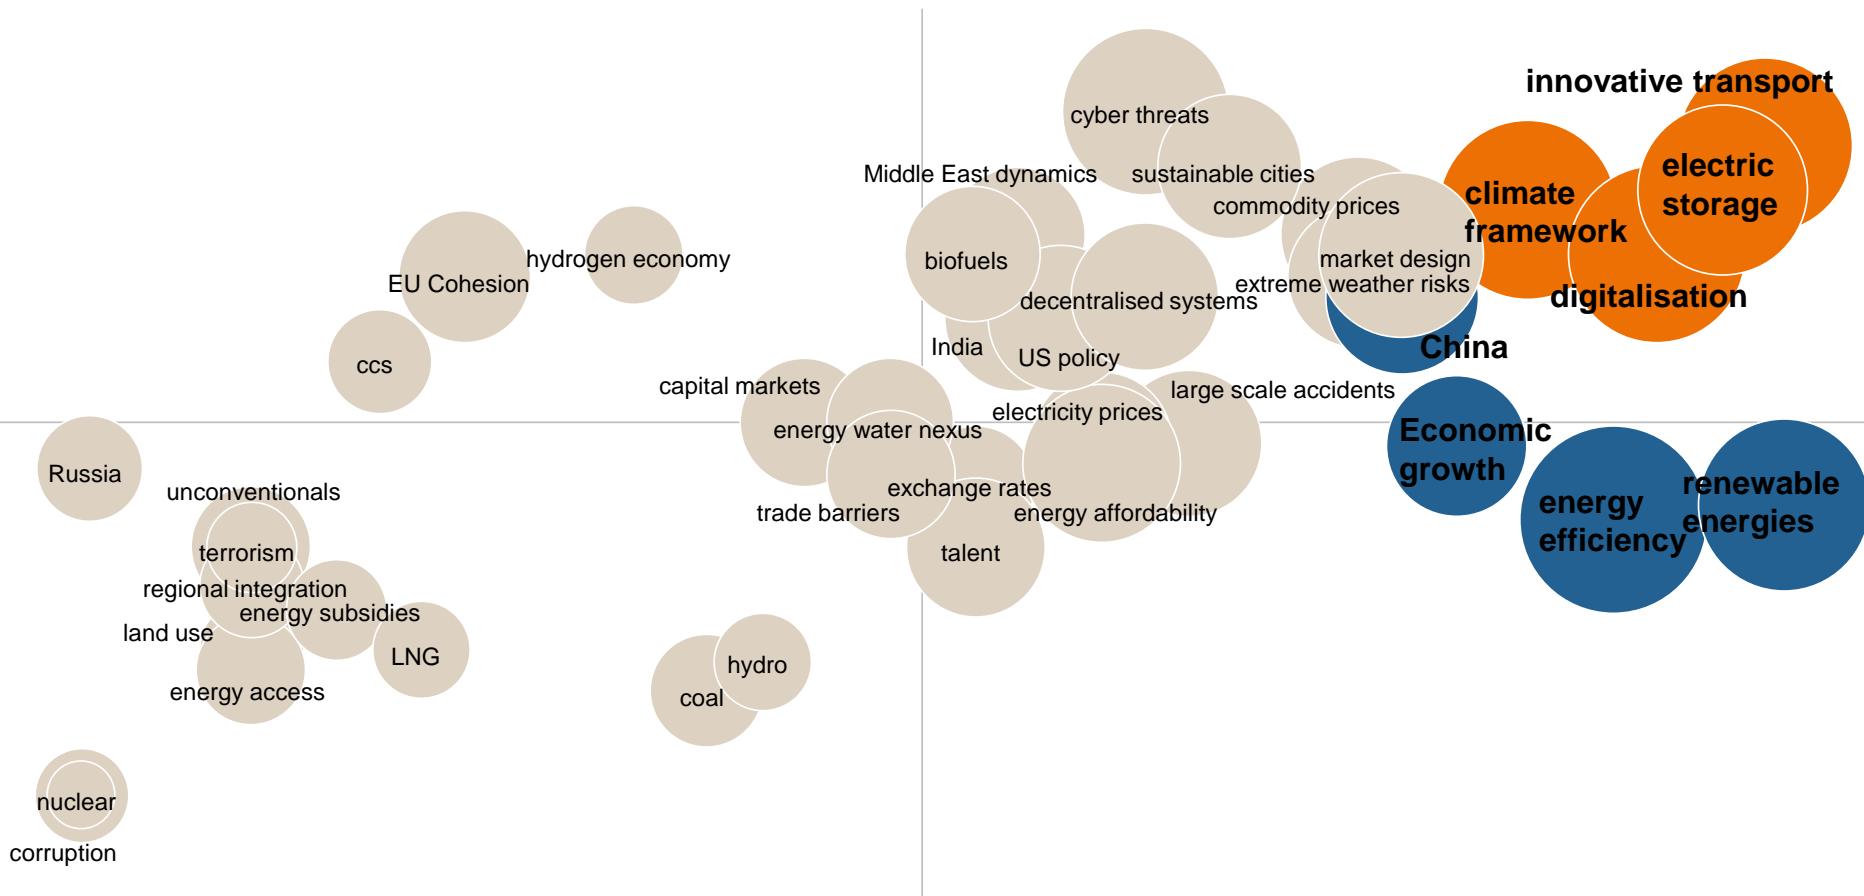 innovative transport
cyber threats
Middle East dynamics
sustainable cities
electric
storage
climate
framework
commodity prices
hydrogen economy
biofuels
market design
EU Cohesion
extreme weather risks
decentralised systems
digitalisation
India
US policy
China
ccs
capital markets
large scale accidents
electricity prices
energy water nexus
Economic
growth
Russia
unconventionals
exchange rates
renewable
energies
trade barriers
energy affordability
energy
efficiency
terrorism
talent
regional integration
energy subsidies
land use
LNG
hydro
energy access
coal
nuclear
corruption